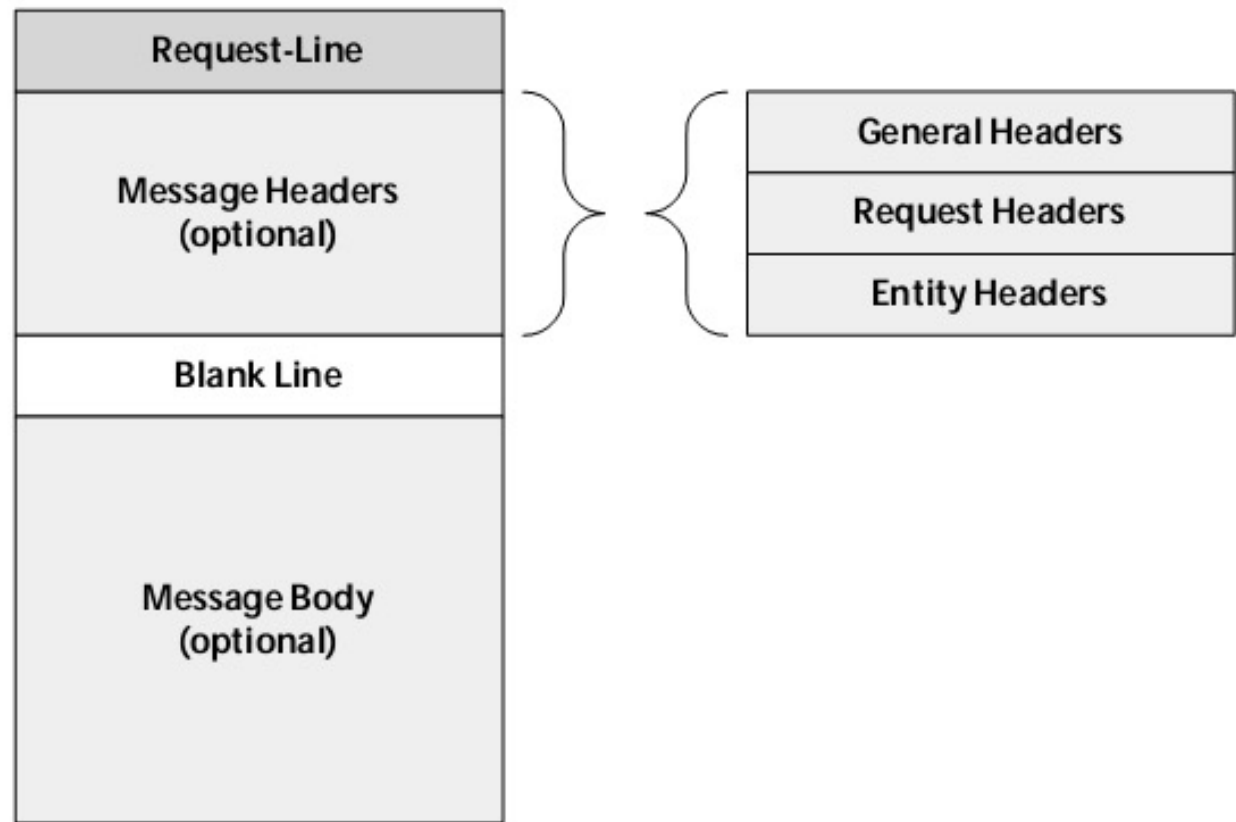 Request-Line
Message Headers
(optional)
General Headers
Request Headers
Entity Headers
Blank Line
Message Body
(optional)